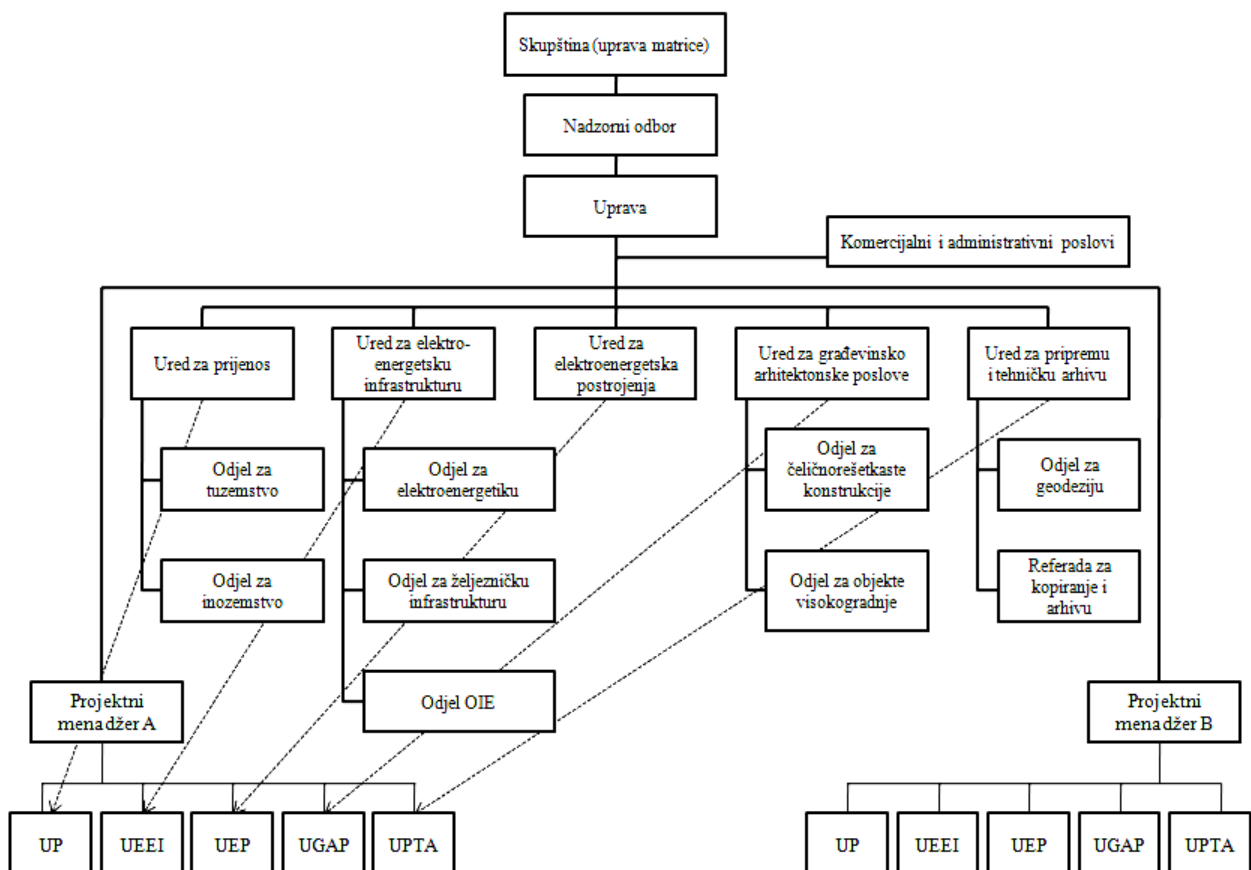 Skupština (uprava matrice)
Nadzorni odbor
Uprava
Komercijalni i administrativni poslovi
Ured za prijenos
Ured za elektro-
energetsku
infrastrukturu
Ured za
elektroenergetska
postrojenja
Ured za građevinsko
arhitektonske poslove
Ured za pripremu
i tehničku arhivu
Odjel za
tuzemstvo
Odjel za
elektroenergetiku
Odjel za
čeličnorešetkaste
konstrukcije
Odjel za
geodeziju
Odjel za
inozemstvo
Odjel za željezničku
infrastrukturu
Odjel za objekte
visokogradnje
Referada za
kopiranje i
arhivu
Odjel OIE
Projektni
menadžer A
Projektni
menadžer B
UP
UEEI
UEP
UGAP
UPTA
UP
UEEI
UEP
UGAP
UPTA